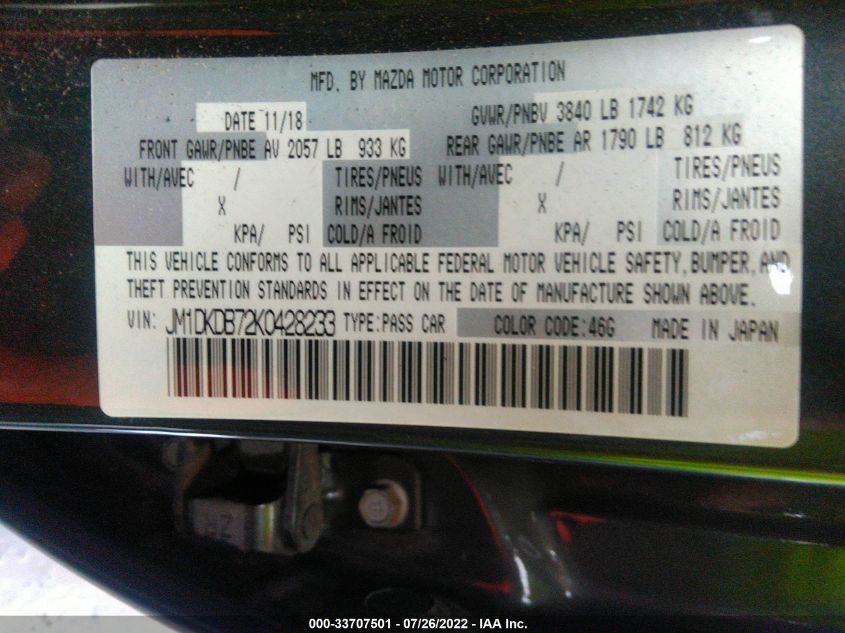 MFD. BY MAZDA MOTOR CORPORATION
DATE 11/18 GVWR/PNBV 3840 LB 1742 KG
FRONT GAWR/PNBE AV 2057 LB 933 KG REAR GAWR/PNBE AR 1790 LB 812 KG
WITH/AVEC / TIRES/PNEUS WITH/AVEC / TIRES/PNEUS
X RIMS/JANTES X RIMS/JANTES
KPA/ PSI COLD/A FROID KPA/ PSI COLD/A FROID
THIS VEHICLE CONFORMS TO ALL APPLICABLE FEDERAL MOTOR VEHICLE SAFETY, BUMPER, AND
THEFT PREVENTION STANDARDS IN EFFECT ON THE DATE OF MANUFACTURE SHOWN ABOVE.
VIN: JM1DKDB72K0428233 TYPE:PASS CAR COLOR CODE:46G MADE IN JAPAN
HZ
000-33707501 - 07/26/2022 - IAA Inc.